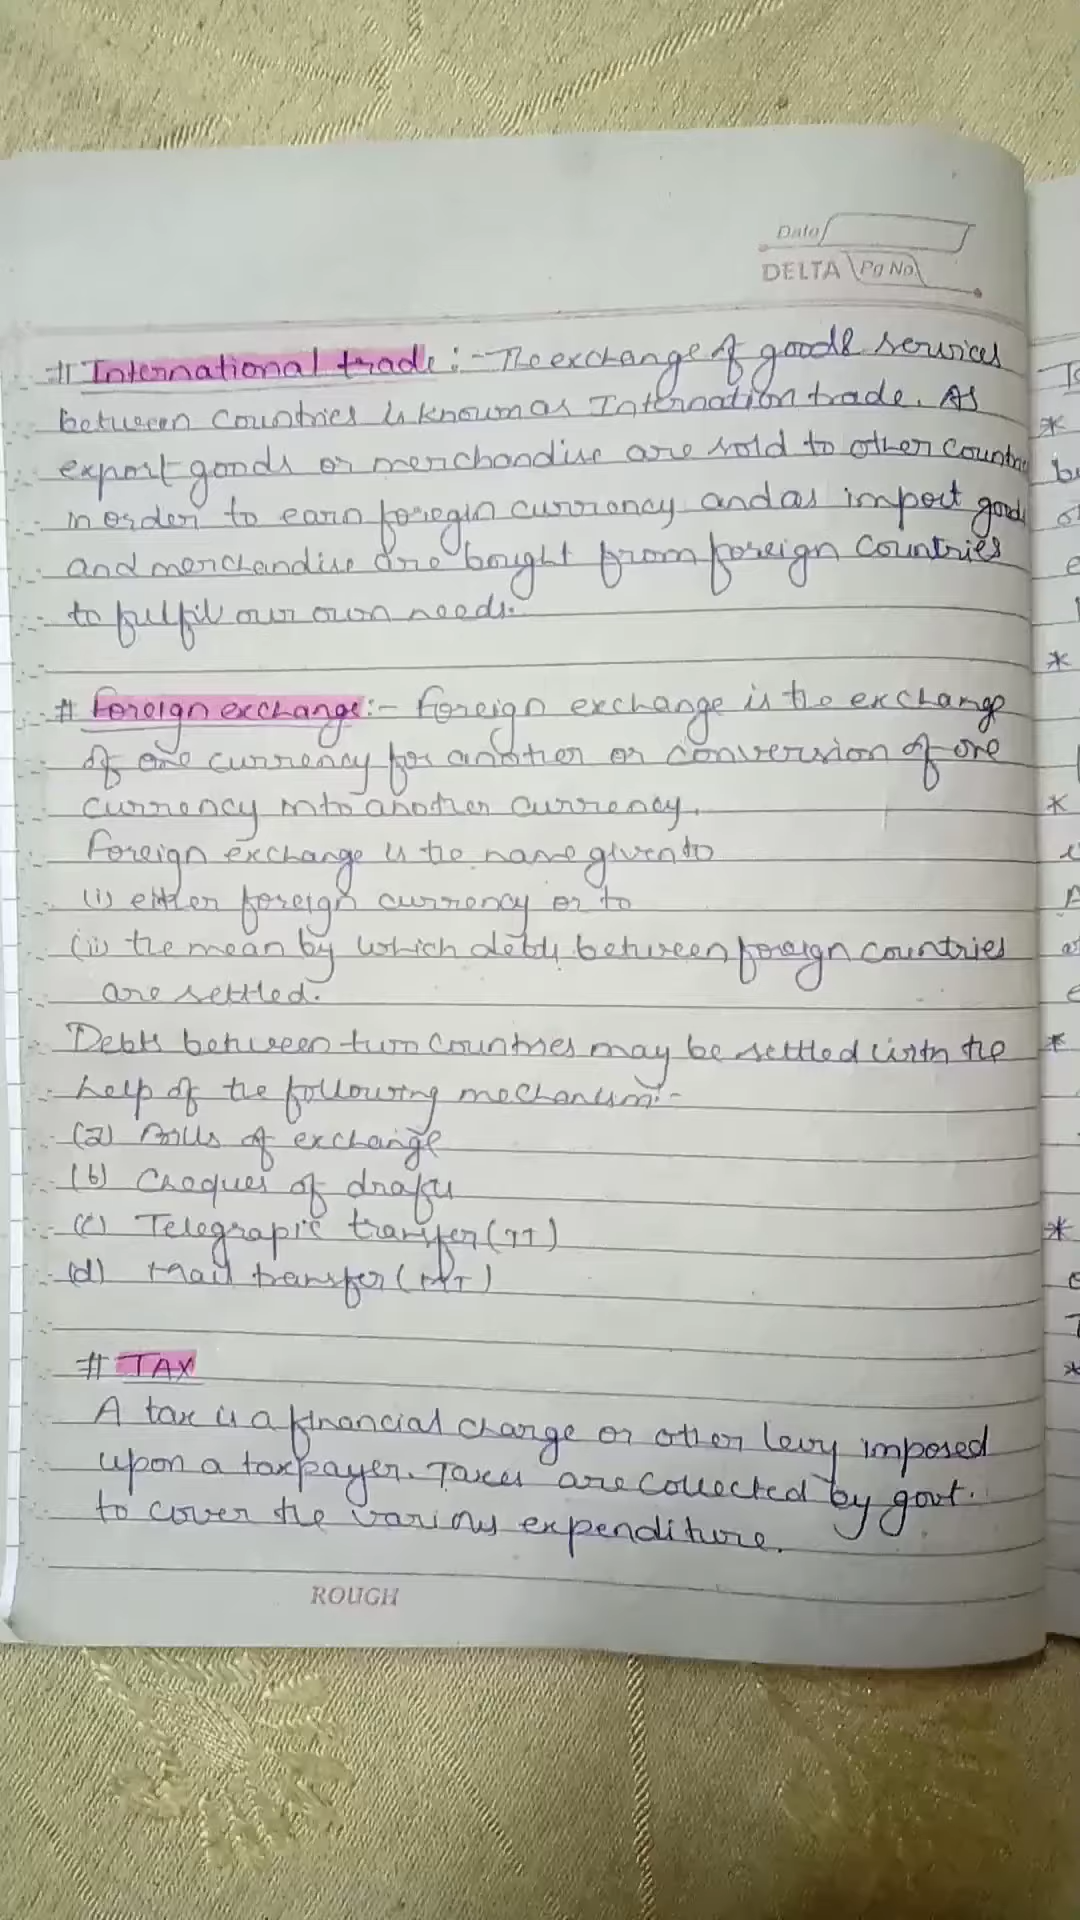 Date
DELTA Pg No.
# International trade :- The exchange of good & services
between countries is known as Internation trade. As
export goods or merchandise are sold to other countri
in order to earn foregin currency and as import goods
and merchandise are bought from foreign countries
to fulfil our own needs.
# Foreign exchange :- foreign exchange is the exchange
of one currency for another or conversion of one
currency into another currency.
Foreign exchange is the name given to
(i) either foreign currency or to
(ii) the mean by which debts between foreign countries
are settled.
Debts between two countries may be settled with the
help of the following mechanism:-
(a) Bills of exchange
(b) Cheques of drafts
(c) Telegrapic transfer (TT)
(d) Mail transfer (MT)
# TAX
A tax is a financial charge or other levy imposed
upon a taxpayer. Taxes are collected by govt.
to cover the various expenditure.
ROUGH